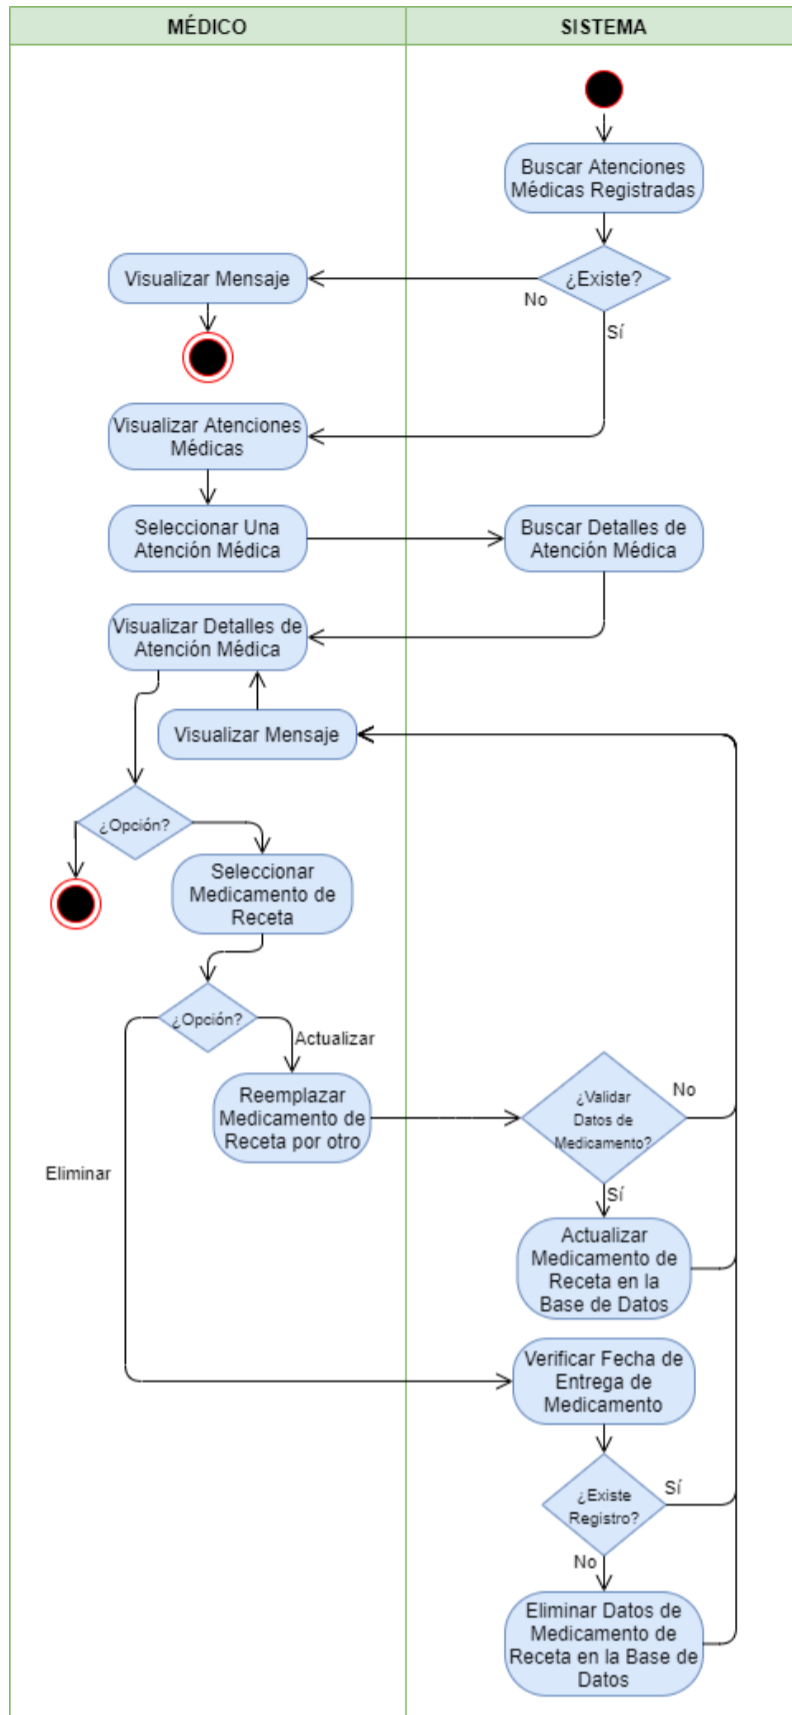 MÉDICO
SISTEMA
Buscar Atenciones
Médicas Registradas
Visualizar Mensaje
¿Existe?
No
Sí
Visualizar Atenciones
Médicas
Seleccionar Una
Atención Médica
Buscar Detalles de
Atención Médica
Visualizar Detalles de
Atención Médica
Visualizar Mensaje
¿Opción?
Seleccionar
Medicamento de
Receta
¿Opción?
Actualizar
Reemplazar
Medicamento de
Receta por otro
¿Validar
Datos de
Medicamento?
No
Sí
Eliminar
Actualizar
Medicamento de
Receta en la
Base de Datos
Verificar Fecha de
Entrega de
Medicamento
¿Existe
Registro?
Sí
No
Eliminar Datos de
Medicamento de
Receta en la Base de
Datos